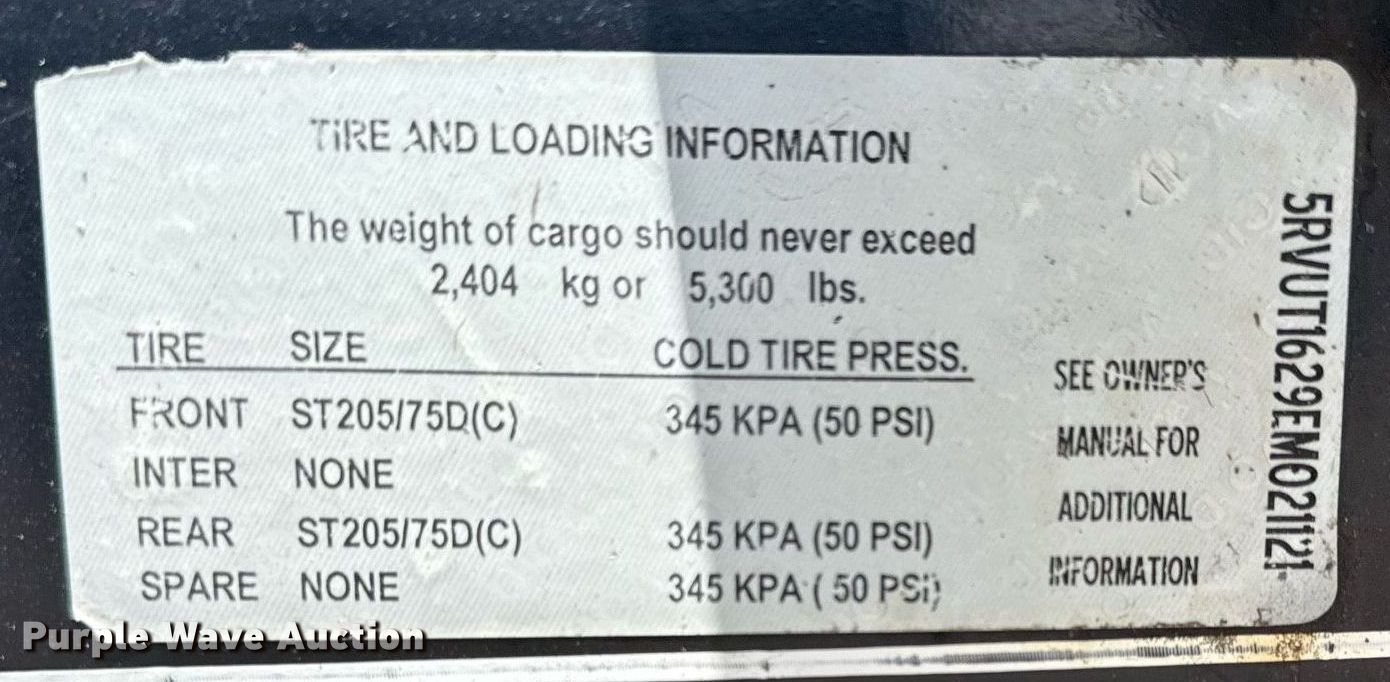 TIRE AND LOADING INFORMATION
The weight of cargo should never exceed
2,404 kg or 5,300 lbs.
TIRE SIZE COLD TIRE PRESS.
FRONT ST205/75D(C) 345 KPA (50 PSI)
INTER NONE
REAR ST205/75D(C) 345 KPA (50 PSI)
SPARE NONE 345 KPA ( 50 PSi)
SEE OWNER'S
MANUAL FOR
ADDITIONAL
INFORMATION
5RVUT1629EM021121
Purple Wave Auction